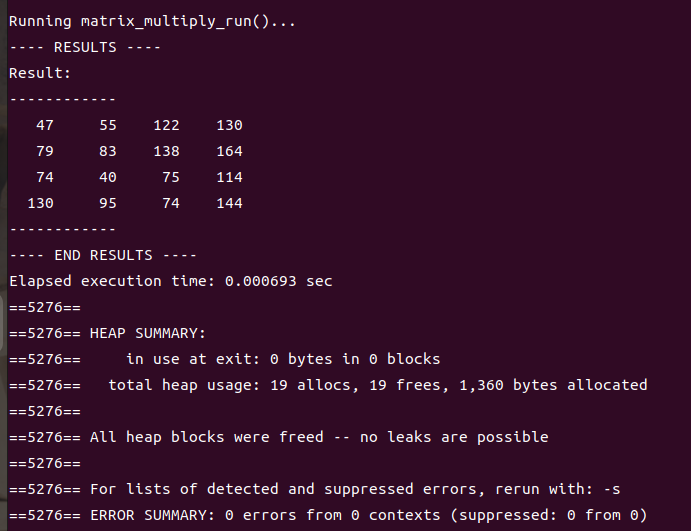 Running matrix_multiply_run()...
---- RESULTS ----
Result:
------------
47 55 122 130
79 83 138 164
74 40 75 114
130 95 74 144
------------
---- END RESULTS ----
Elapsed execution time: 0.000693 sec
==5276==
==5276== HEAP SUMMARY:
==5276==     in use at exit: 0 bytes in 0 blocks
==5276==   total heap usage: 19 allocs, 19 frees, 1,360 bytes allocated
==5276==
==5276== All heap blocks were freed -- no leaks are possible
==5276==
==5276== For lists of detected and suppressed errors, rerun with: -s
==5276== ERROR SUMMARY: 0 errors from 0 contexts (suppressed: 0 from 0)